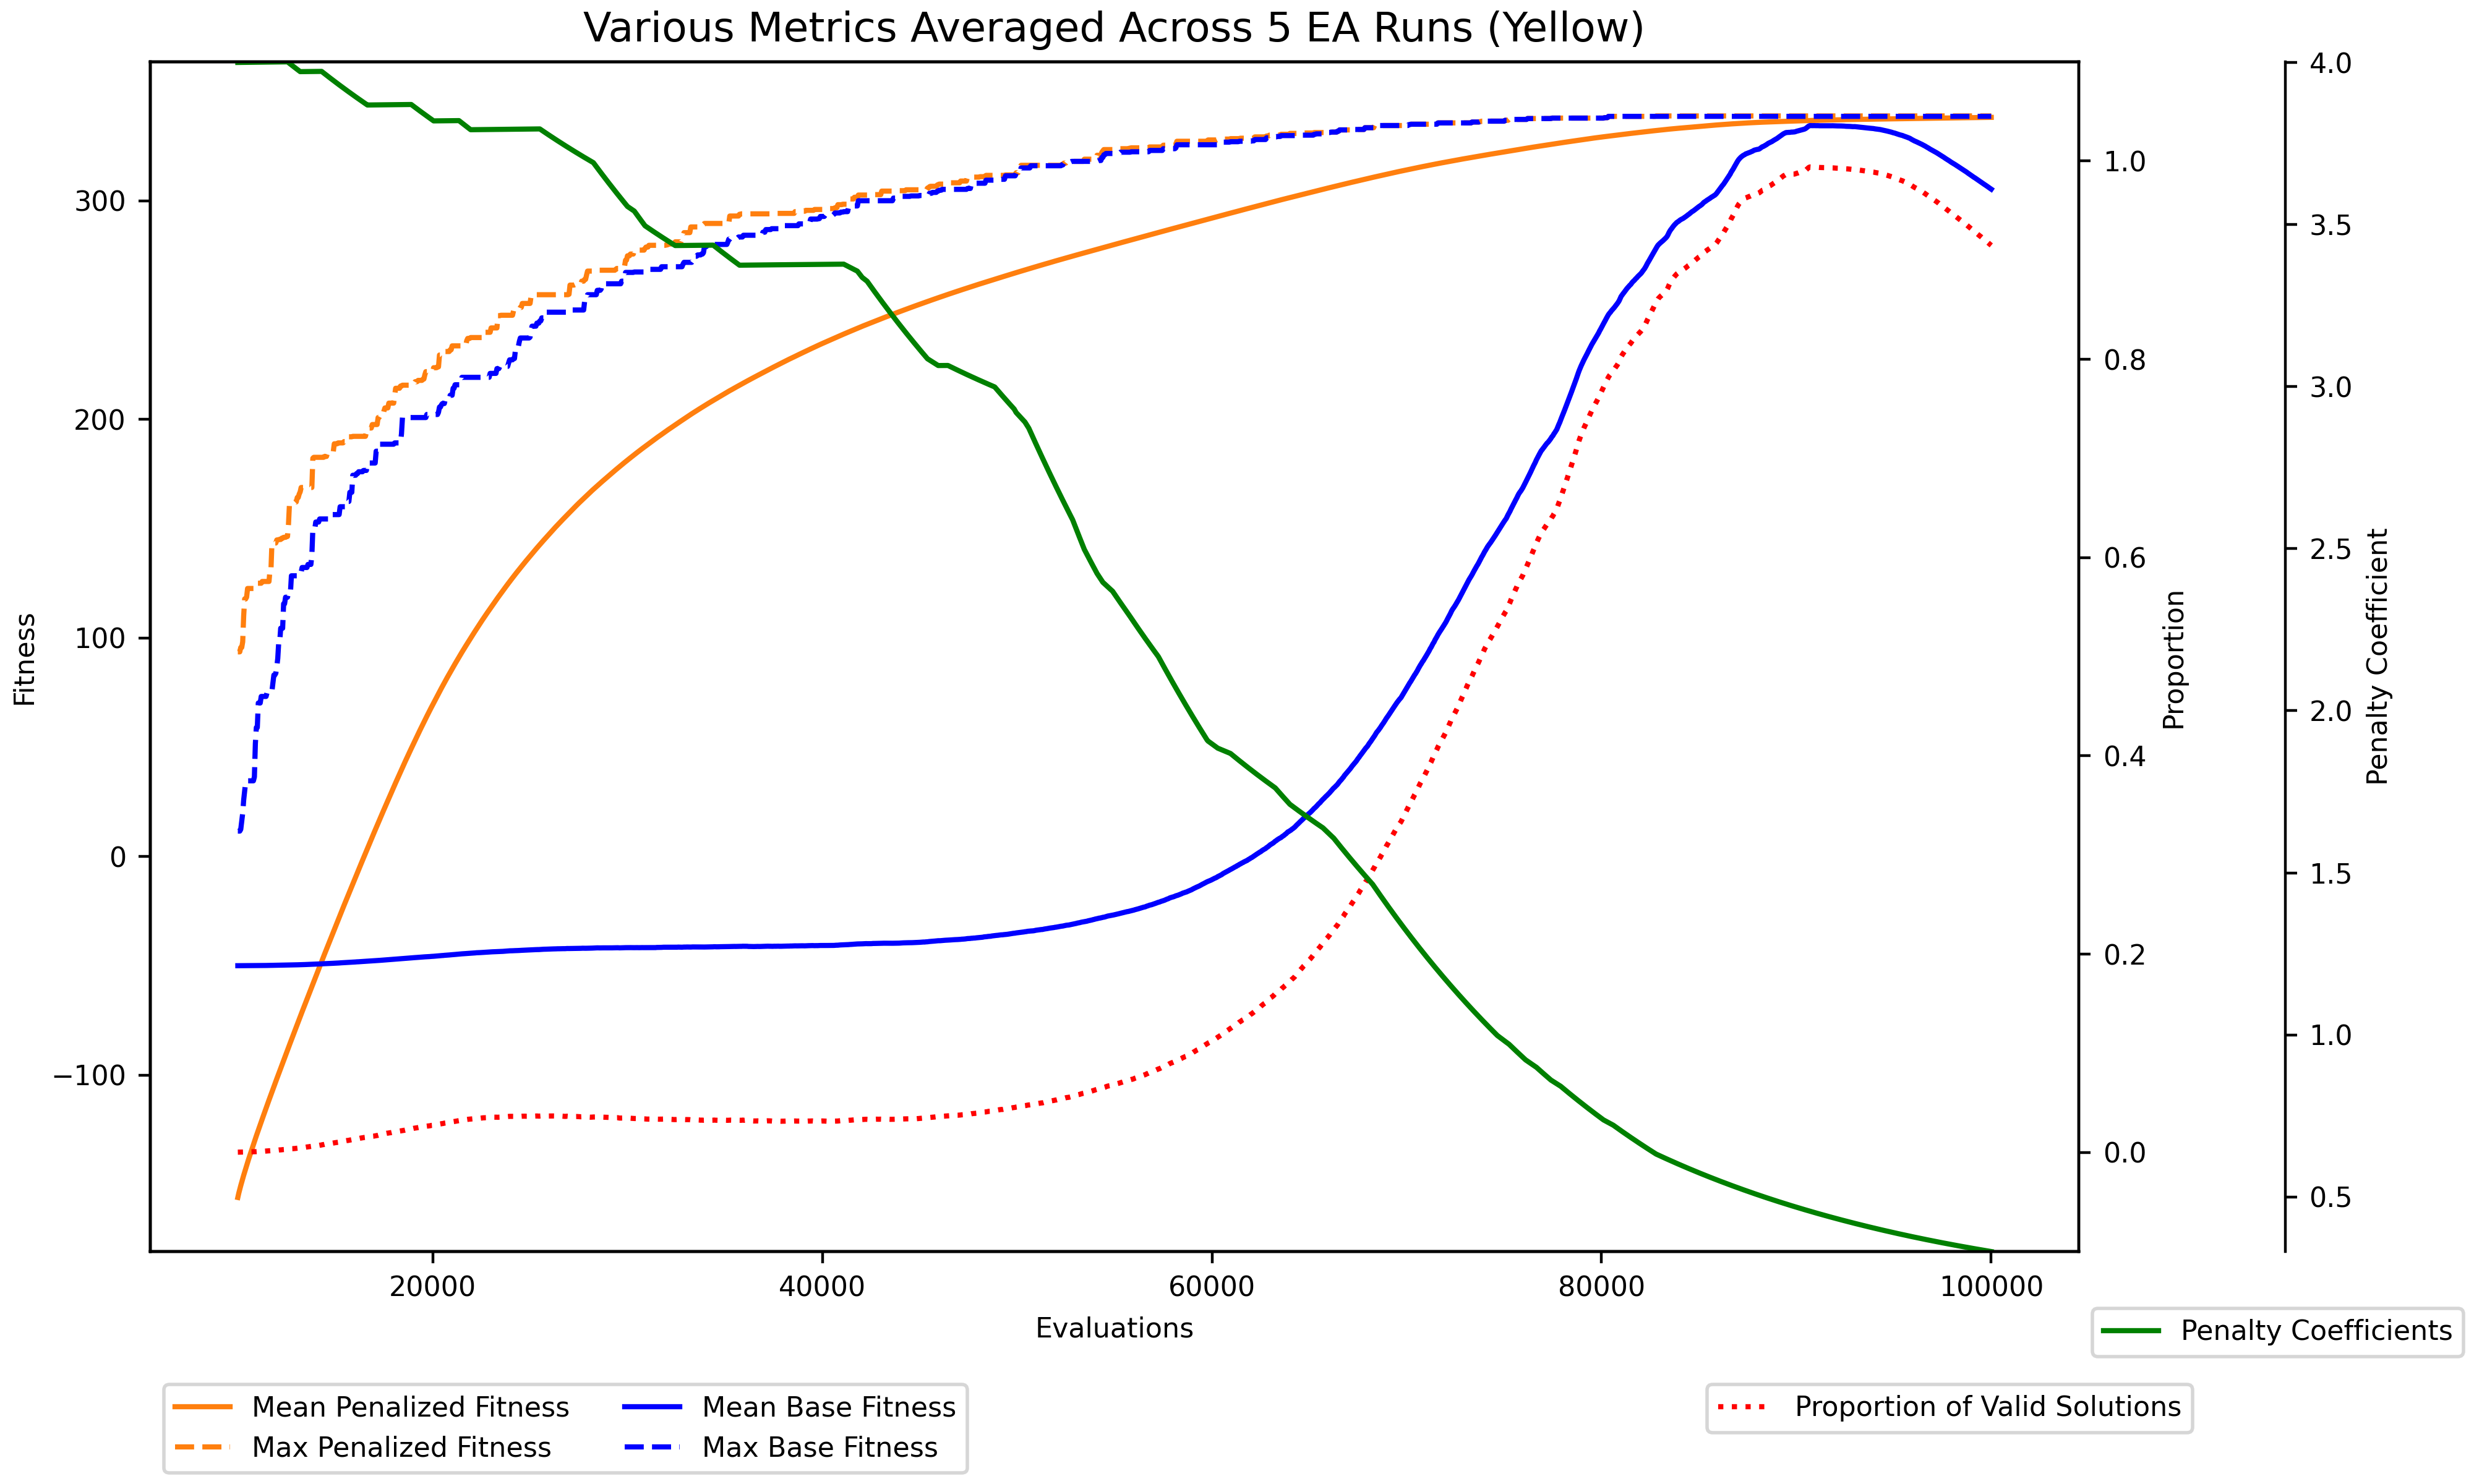 Various Metrics Averaged Across 5 EA Runs (Yellow)
Fitness
300
200
100
0
−100
20000
40000
60000
80000
100000
Evaluations
Proportion
1.0
0.8
0.6
0.4
0.2
0.0
Penalty Coefficient
4.0
3.5
3.0
2.5
2.0
1.5
1.0
0.5
Penalty Coefficients
Mean Penalized Fitness
Max Penalized Fitness
Mean Base Fitness
Max Base Fitness
Proportion of Valid Solutions